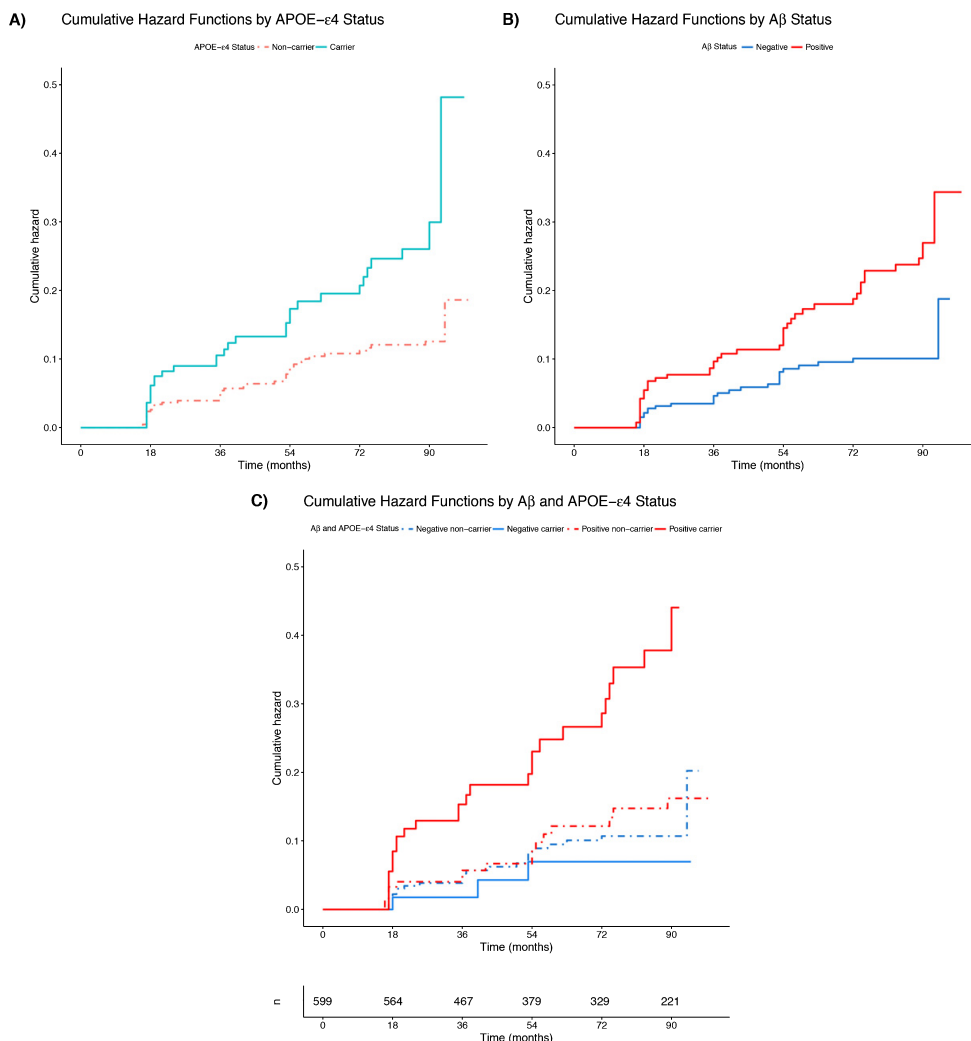 A) Cumulative Hazard Functions by APOE−ε4 Status
APOE−ε4 Status Non−carrier Carrier
0.5
0.4
0.3
0.2
0.1
0.0
Cumulative hazard
0 18 36 54 72 90
Time (months)
B) Cumulative Hazard Functions by Aβ Status
Aβ Status Negative Positive
0.5
0.4
0.3
0.2
0.1
0.0
Cumulative hazard
0 18 36 54 72 90
Time (months)
C) Cumulative Hazard Functions by Aβ and APOE−ε4 Status
Aβ and APOE−ε4 Status Negative non−carrier Negative carrier Positive non−carrier Positive carrier
0.5
0.4
0.3
0.2
0.1
0.0
Cumulative hazard
0 18 36 54 72 90
Time (months)
n 599 564 467 379 329 221
0 18 36 54 72 90
Time (months)